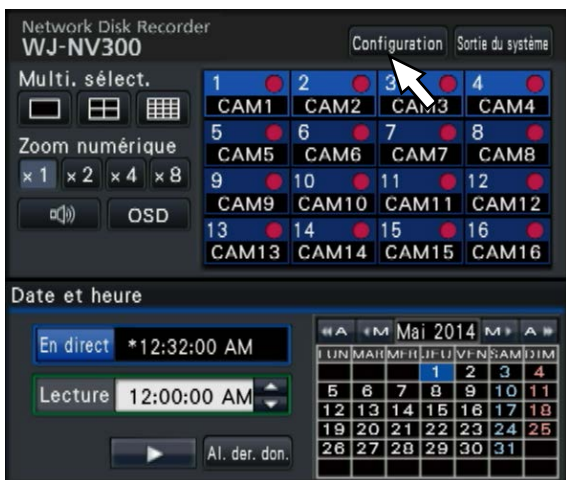 Network Disk Recorder
WJ-NV300
Configuration
Sortie du système
Multi. sélect.
Zoom numérique
×1 ×2 ×4 ×8
OSD
1 2 3 4
CAM1 CAM2 CAM3 CAM4
5 6 7 8
CAM5 CAM6 CAM7 CAM8
9 10 11 12
CAM9 CAM10 CAM11 CAM12
13 14 15 16
CAM13 CAM14 CAM15 CAM16
Date et heure
En direct *12:32:00 AM
Lecture 12:00:00 AM
Al. der. don.
A M Mai 2014 M A
LUN MAR MER JEU VEN SAM DIM
1 2 3 4
5 6 7 8 9 10 11
12 13 14 15 16 17 18
19 20 21 22 23 24 25
26 27 28 29 30 31